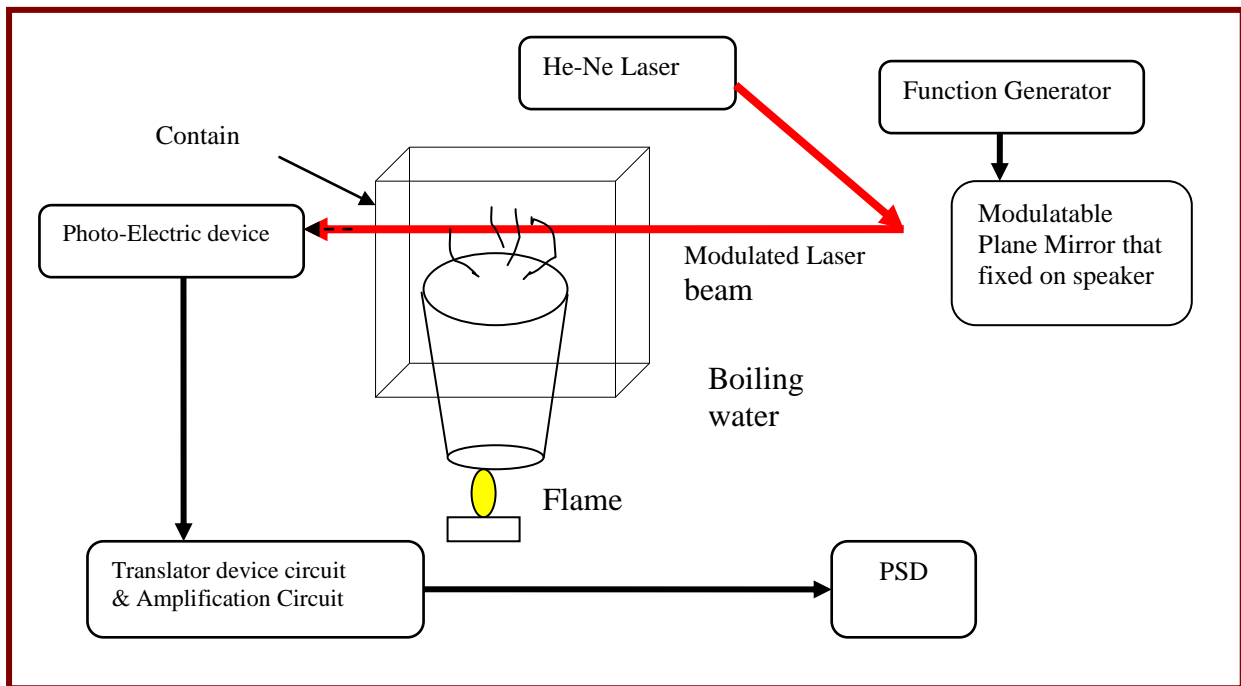 He-Ne Laser
Function Generator
Contain
Modulatable
Plane Mirror that
fixed on speaker
Photo-Electric device
Modulated Laser
beam
Boiling
water
Flame
Translator device circuit
& Amplification Circuit
PSD